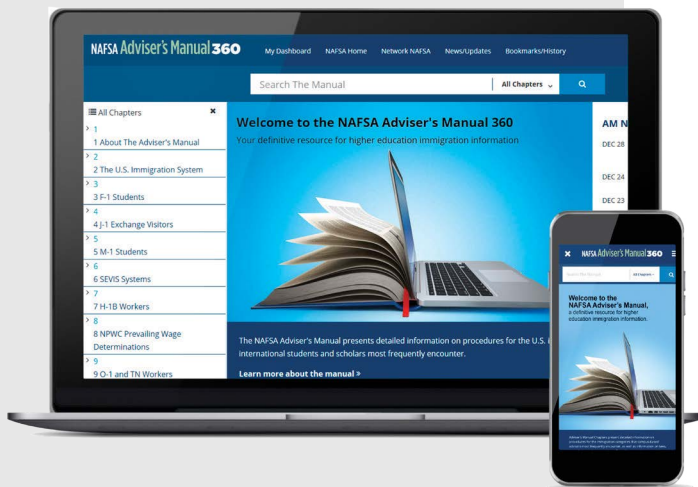 NAFSA Adviser's Manual 360
My Dashboard NAFSA Home Network NAFSA News/Updates Bookmarks/History
Search The Manual All Chapters
All Chapters
1
1 About The Adviser's Manual
2
2 The U.S. Immigration System
3
3 F-1 Students
4
4 J-1 Exchange Visitors
5
5 M-1 Students
6
6 SEVIS Systems
7
7 H-1B Workers
8
8 NPWC Prevailing Wage
Determinations
9
9 O-1 and TN Workers
Welcome to the NAFSA Adviser's Manual 360
Your definitive resource for higher education immigration information
The NAFSA Adviser's Manual presents detailed information on procedures for the U.S.
international students and scholars most frequently encounter.
Learn more about the manual »
AM N
DEC 28
DEC 24
DEC 23
NAFSA Adviser's Manual 360
Search The Manual All Chapters
Welcome to the
NAFSA Adviser's Manual,
a definitive resource for higher
education immigration information.